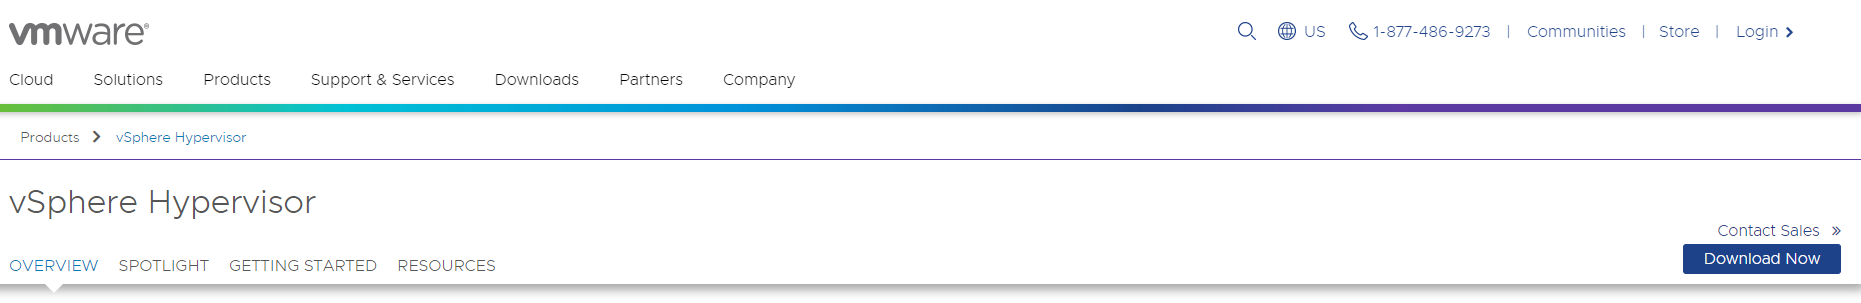 vmware®
US 1-877-486-9273 | Communities | Store | Login
Cloud Solutions Products Support & Services Downloads Partners Company
Products vSphere Hypervisor
vSphere Hypervisor
Contact Sales »
Download Now
OVERVIEW SPOTLIGHT GETTING STARTED RESOURCES